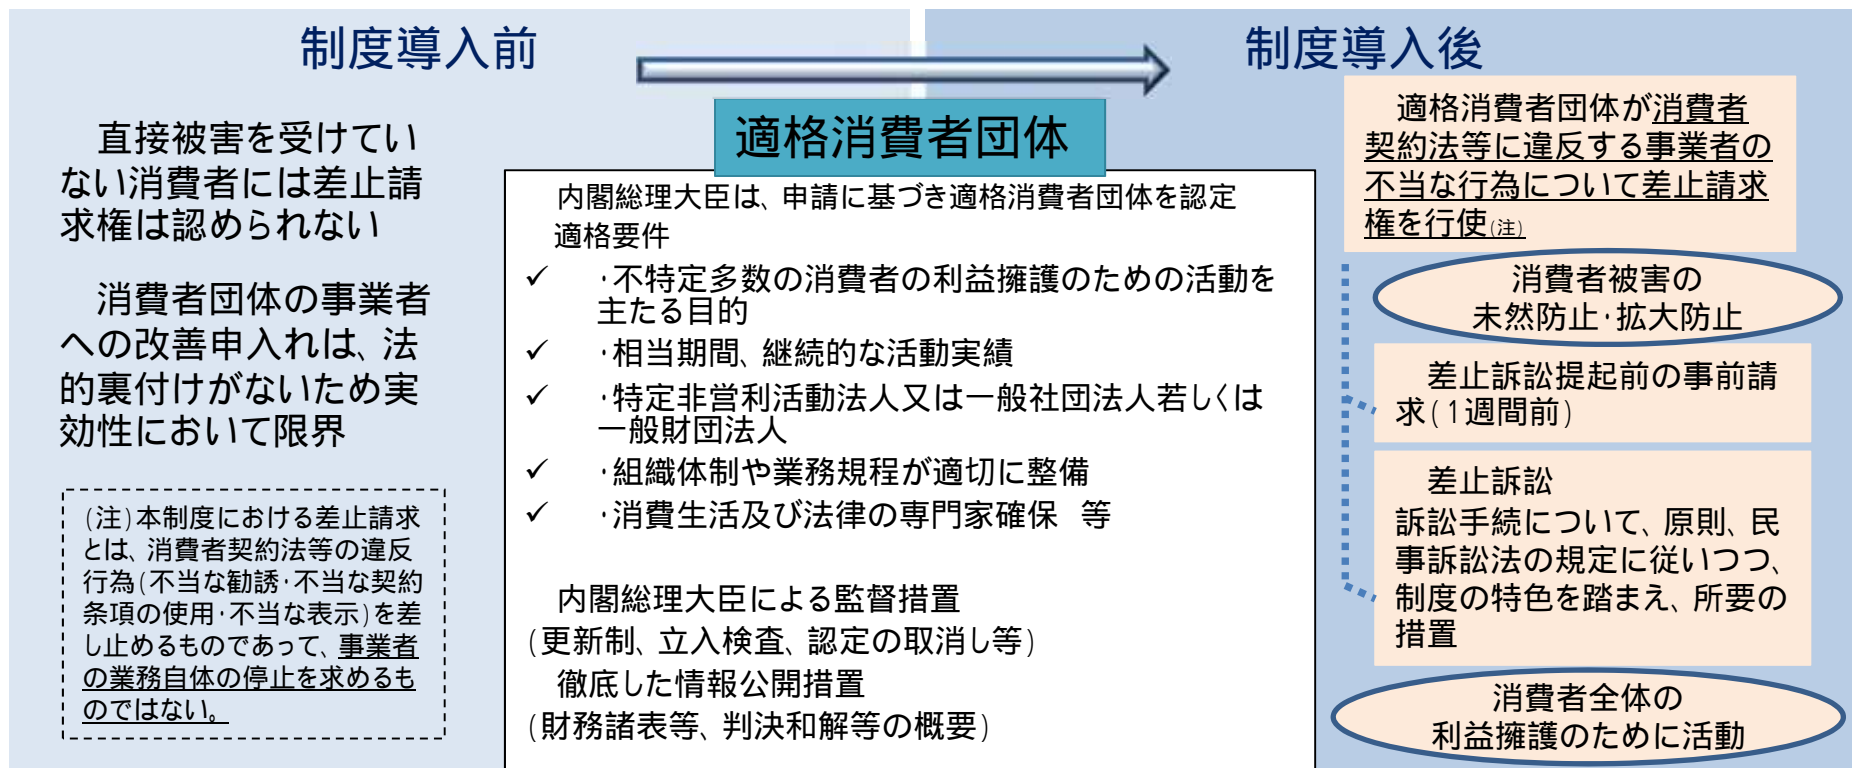 制度導入前
制度導入後
直接被害を受けてい
ない消費者には差止請
求権は認められない
消費者団体の事業者
への改善申入れは、法
的裏付けがないため実
効性において限界
(注)本制度における差止請求
とは、消費者契約法等の違反
行為(不当な勧誘・不当な契約
条項の使用・不当な表示)を差
し止めるものであって、事業者
の業務自体の停止を求めるも
のではない。
適格消費者団体
内閣総理大臣は、申請に基づき適格消費者団体を認定
適格要件
✓ ・不特定多数の消費者の利益擁護のための活動を
主たる目的
✓ ・相当期間、継続的な活動実績
✓ ・特定非営利活動法人又は一般社団法人若しくは
一般財団法人
✓ ・組織体制や業務規程が適切に整備
✓ ・消費生活及び法律の専門家確保 等
内閣総理大臣による監督措置
(更新制、立入検査、認定の取消し等)
徹底した情報公開措置
(財務諸表等、判決和解等の概要)
適格消費者団体が消費者
契約法等に違反する事業者の
不当な行為について差止請求
権を行使(注)
消費者被害の
未然防止・拡大防止
差止訴訟提起前の事前請
求(1週間前)
差止訴訟
訴訟手続について、原則、民
事訴訟法の規定に従いつつ、
制度の特色を踏まえ、所要の
措置
消費者全体の
利益擁護のために活動